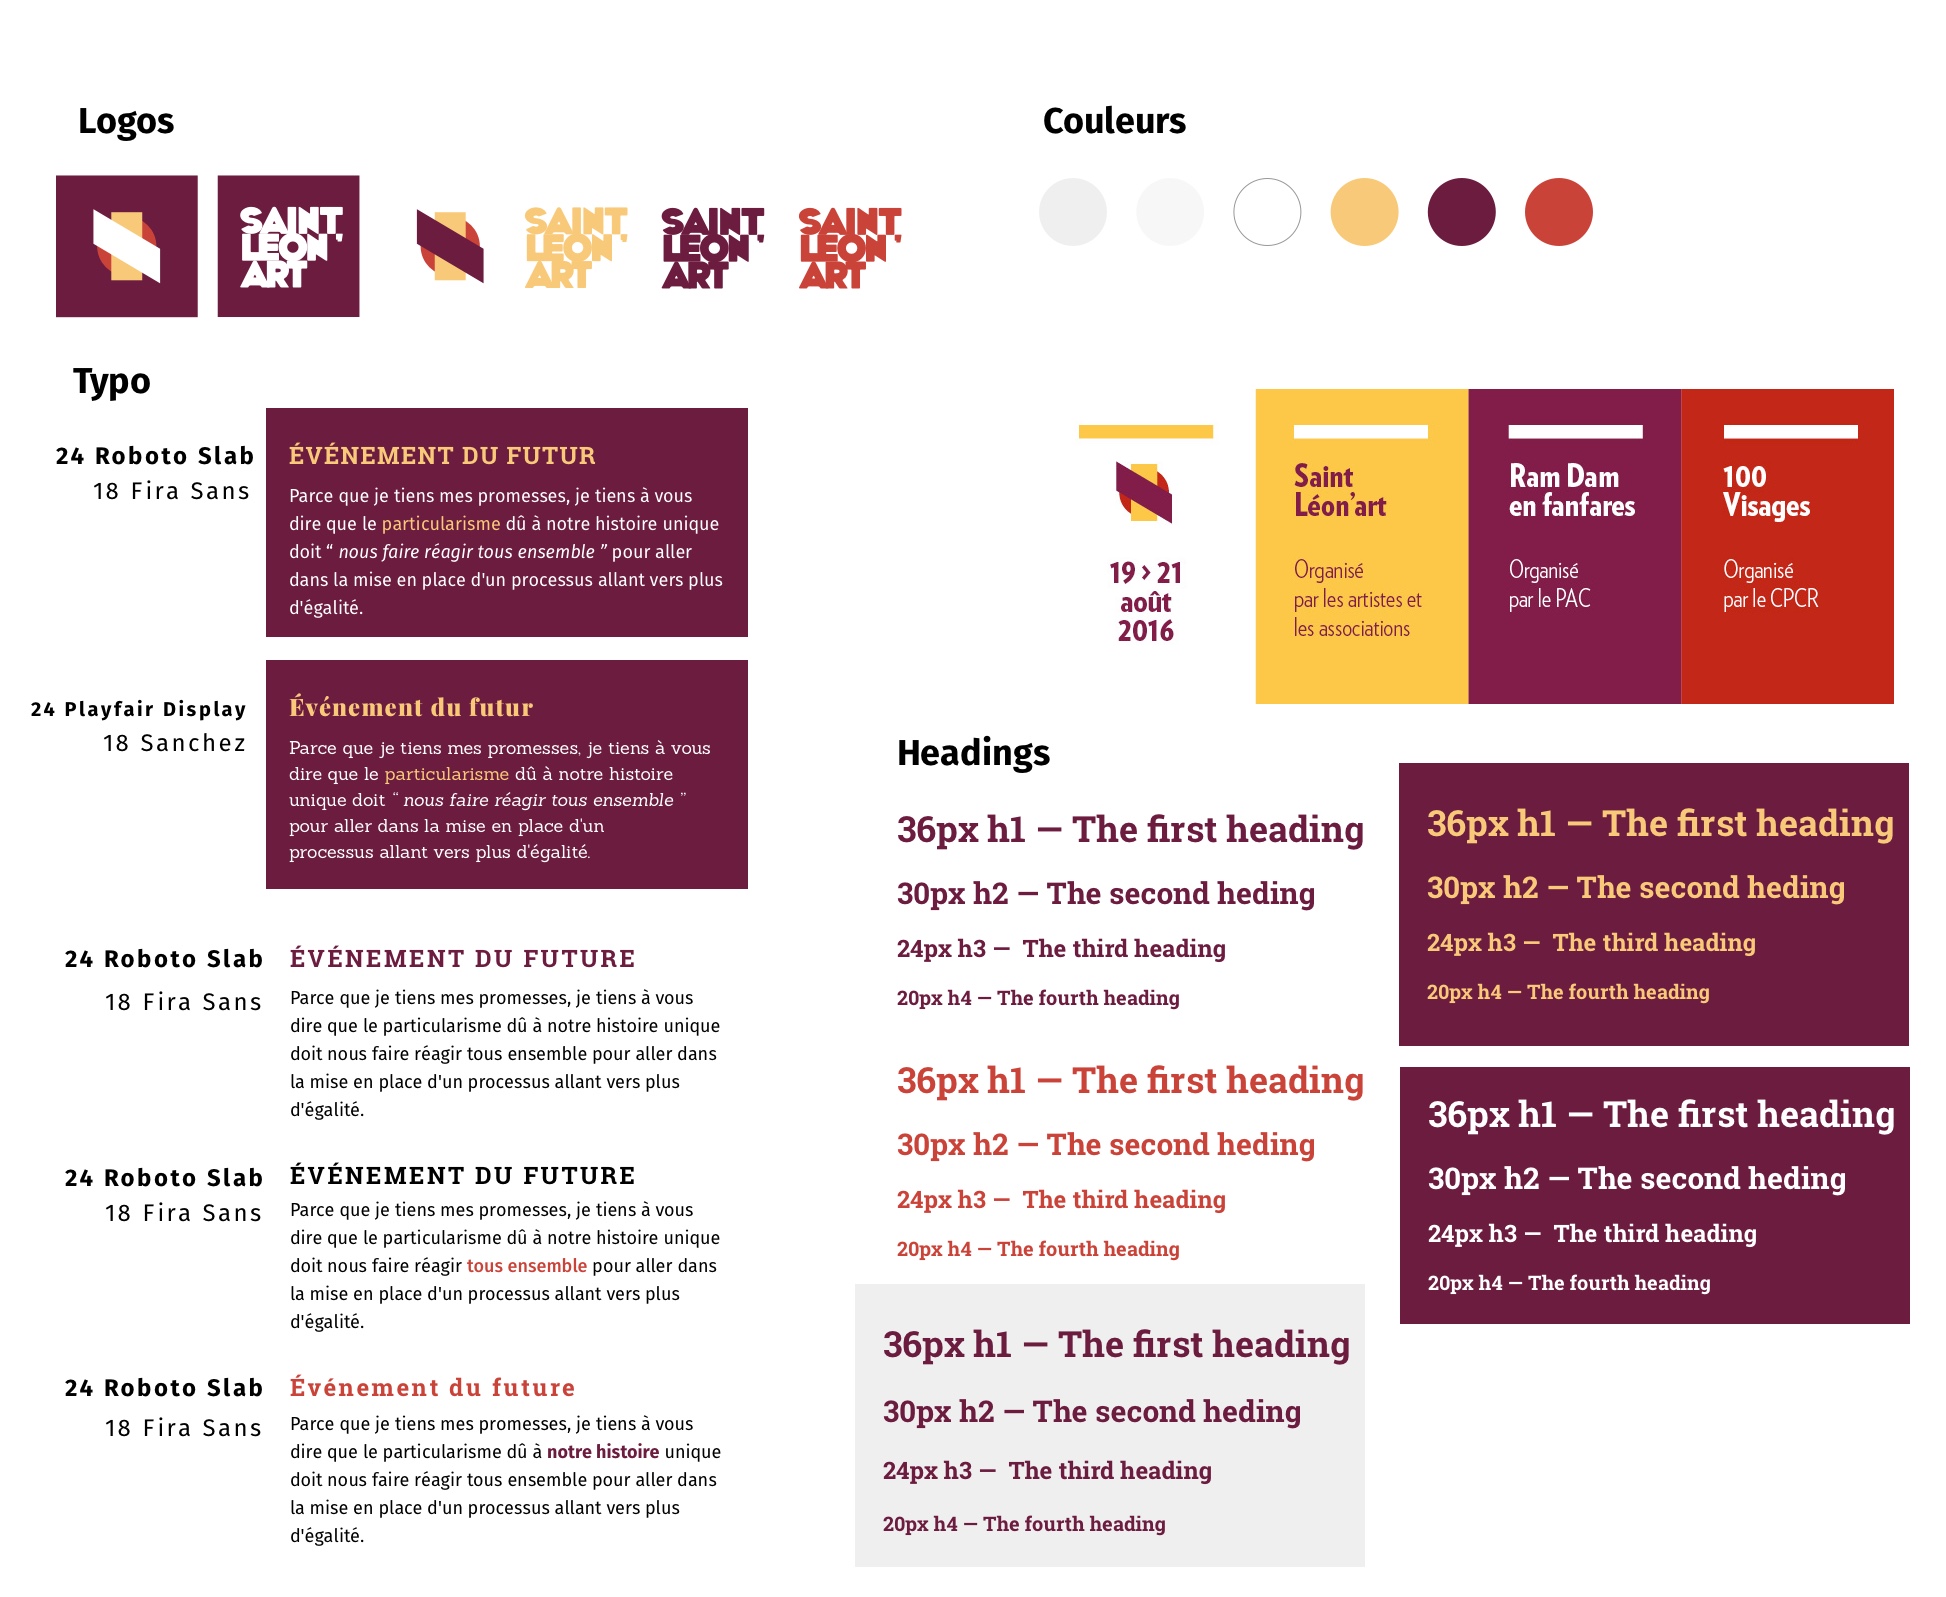 Logos
SAINT
LÉON'
ART
SAINT
LÉON'
ART
SAINT
LÉON'
ART
SAINT
LÉON'
ART
Couleurs
Typo
24 Roboto Slab
18 Fira Sans
ÉVÉNEMENT DU FUTUR
Parce que je tiens mes promesses, je tiens à vous
dire que le particularisme dû à notre histoire unique
doit “ nous faire réagir tous ensemble ” pour aller
dans la mise en place d'un processus allant vers plus
d'égalité.
24 Playfair Display
18 Sanchez
Événement du futur
Parce que je tiens mes promesses, je tiens à vous
dire que le particularisme dû à notre histoire
unique doit “ nous faire réagir tous ensemble ”
pour aller dans la mise en place d'un
processus allant vers plus d'égalité.
24 Roboto Slab
18 Fira Sans
ÉVÉNEMENT DU FUTURE
Parce que je tiens mes promesses, je tiens à vous
dire que le particularisme dû à notre histoire unique
doit nous faire réagir tous ensemble pour aller dans
la mise en place d'un processus allant vers plus
d'égalité.
24 Roboto Slab
18 Fira Sans
ÉVÉNEMENT DU FUTURE
Parce que je tiens mes promesses, je tiens à vous
dire que le particularisme dû à notre histoire unique
doit nous faire réagir tous ensemble pour aller dans
la mise en place d'un processus allant vers plus
d'égalité.
24 Roboto Slab
18 Fira Sans
Événement du future
Parce que je tiens mes promesses, je tiens à vous
dire que le particularisme dû à notre histoire unique
doit nous faire réagir tous ensemble pour aller dans
la mise en place d'un processus allant vers plus
d'égalité.
19 > 21
août
2016
Saint
Léon’art
Organisé
par les artistes et
les associations
Ram Dam
en fanfares
Organisé
par le PAC
100
Visages
Organisé
par le CPCR
Headings
36px h1 — The first heading
30px h2 — The second heding
24px h3 — The third heading
20px h4 — The fourth heading
36px h1 — The first heading
30px h2 — The second heding
24px h3 — The third heading
20px h4 — The fourth heading
36px h1 — The first heading
30px h2 — The second heding
24px h3 — The third heading
20px h4 — The fourth heading
36px h1 — The first heading
30px h2 — The second heding
24px h3 — The third heading
20px h4 — The fourth heading
36px h1 — The first heading
30px h2 — The second heding
24px h3 — The third heading
20px h4 — The fourth heading